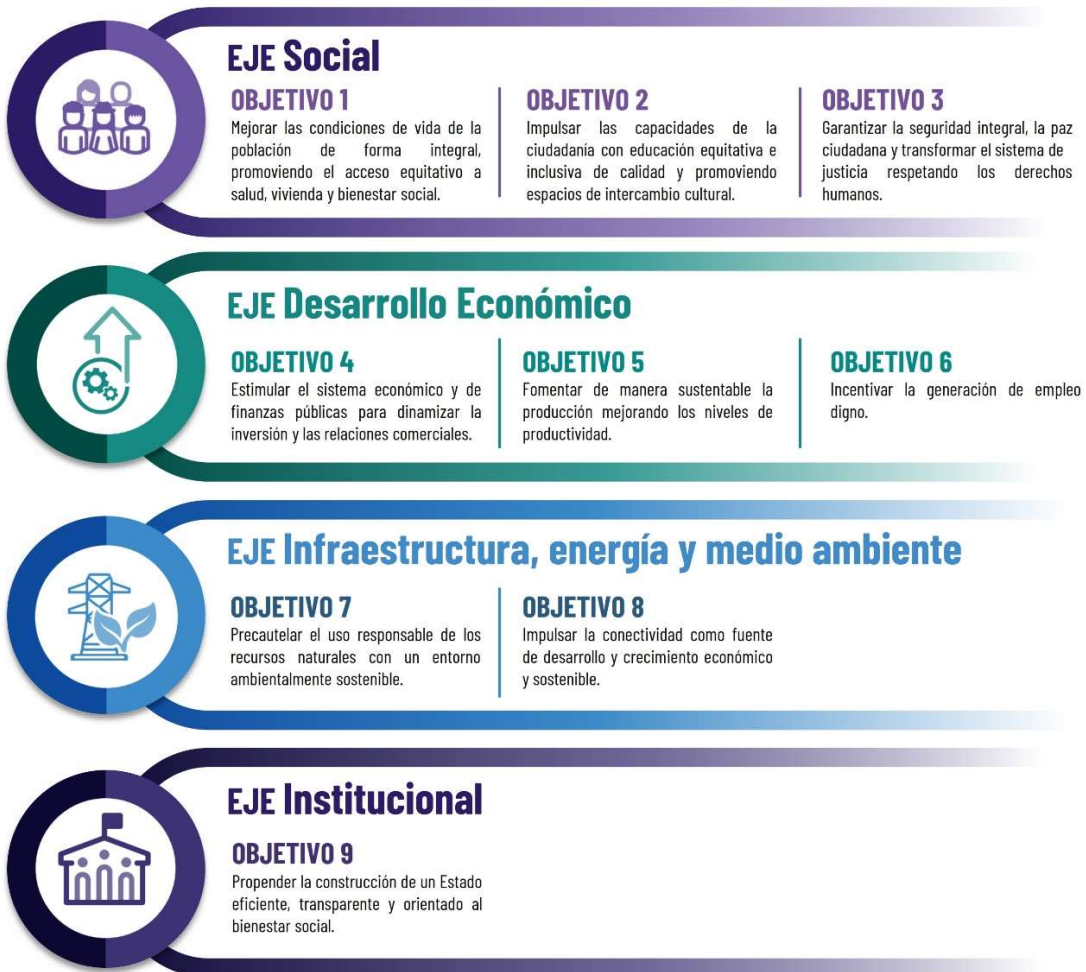 EJE Social
OBJETIVO 1
Mejorar las condiciones de vida de la
población de forma integral,
promoviendo el acceso equitativo a
salud, vivienda y bienestar social.
OBJETIVO 2
Impulsar las capacidades de la
ciudadanía con educación equitativa e
inclusiva de calidad y promoviendo
espacios de intercambio cultural.
OBJETIVO 3
Garantizar la seguridad integral, la paz
ciudadana y transformar el sistema de
justicia respetando los derechos
humanos.
EJE Desarrollo Económico
OBJETIVO 4
Estimular el sistema económico y de
finanzas públicas para dinamizar la
inversión y las relaciones comerciales.
OBJETIVO 5
Fomentar de manera sustentable la
producción mejorando los niveles de
productividad.
OBJETIVO 6
Incentivar la generación de empleo
digno.
EJE Infraestructura, energía y medio ambiente
OBJETIVO 7
Precautelar el uso responsable de los
recursos naturales con un entorno
ambientalmente sostenible.
OBJETIVO 8
Impulsar la conectividad como fuente
de desarrollo y crecimiento económico
y sostenible.
EJE Institucional
OBJETIVO 9
Propender la construcción de un Estado
eficiente, transparente y orientado al
bienestar social.